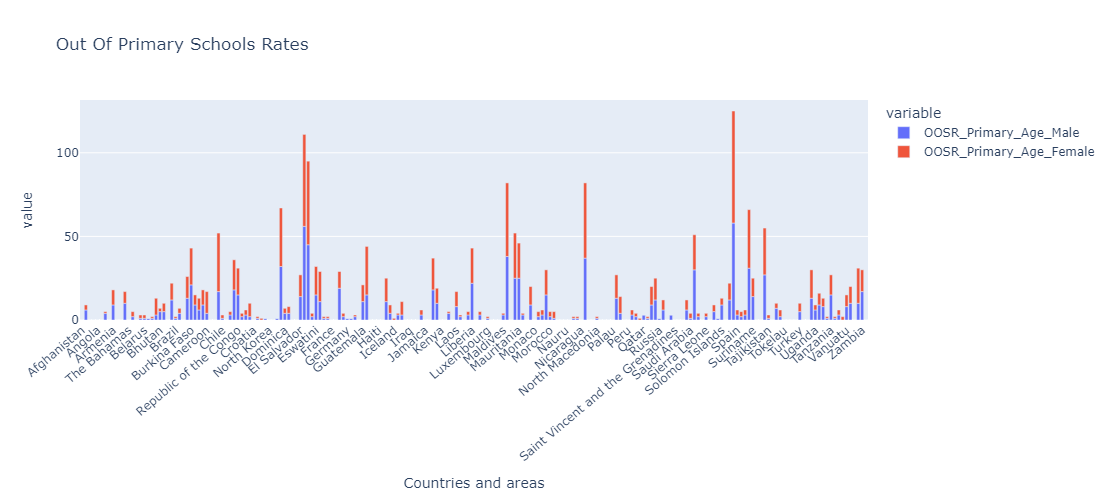 Out Of Primary Schools Rates
variable
OOSR_Primary_Age_Male
OOSR_Primary_Age_Female
value
100
50
0
Afghanistan
Angola
Armenia
The Bahamas
Belarus
Bhutan
Brazil
Burkina Faso
Cameroon
Chile
Republic of the Congo
Croatia
North Korea
Dominica
El Salvador
Eswatini
France
Germany
Guatemala
Haiti
Iceland
Iraq
Jamaica
Kenya
Laos
Liberia
Luxembourg
Maldives
Mauritania
Monaco
Morocco
Nauru
Nicaragua
North Macedonia
Palau
Peru
Qatar
Russia
Saint Vincent and the Grenadines
Saudi Arabia
Sierra Leone
Solomon Islands
Spain
Suriname
Tajikistan
Tokelau
Turkey
Uganda
Tanzania
Vanuatu
Zambia
Countries and areas